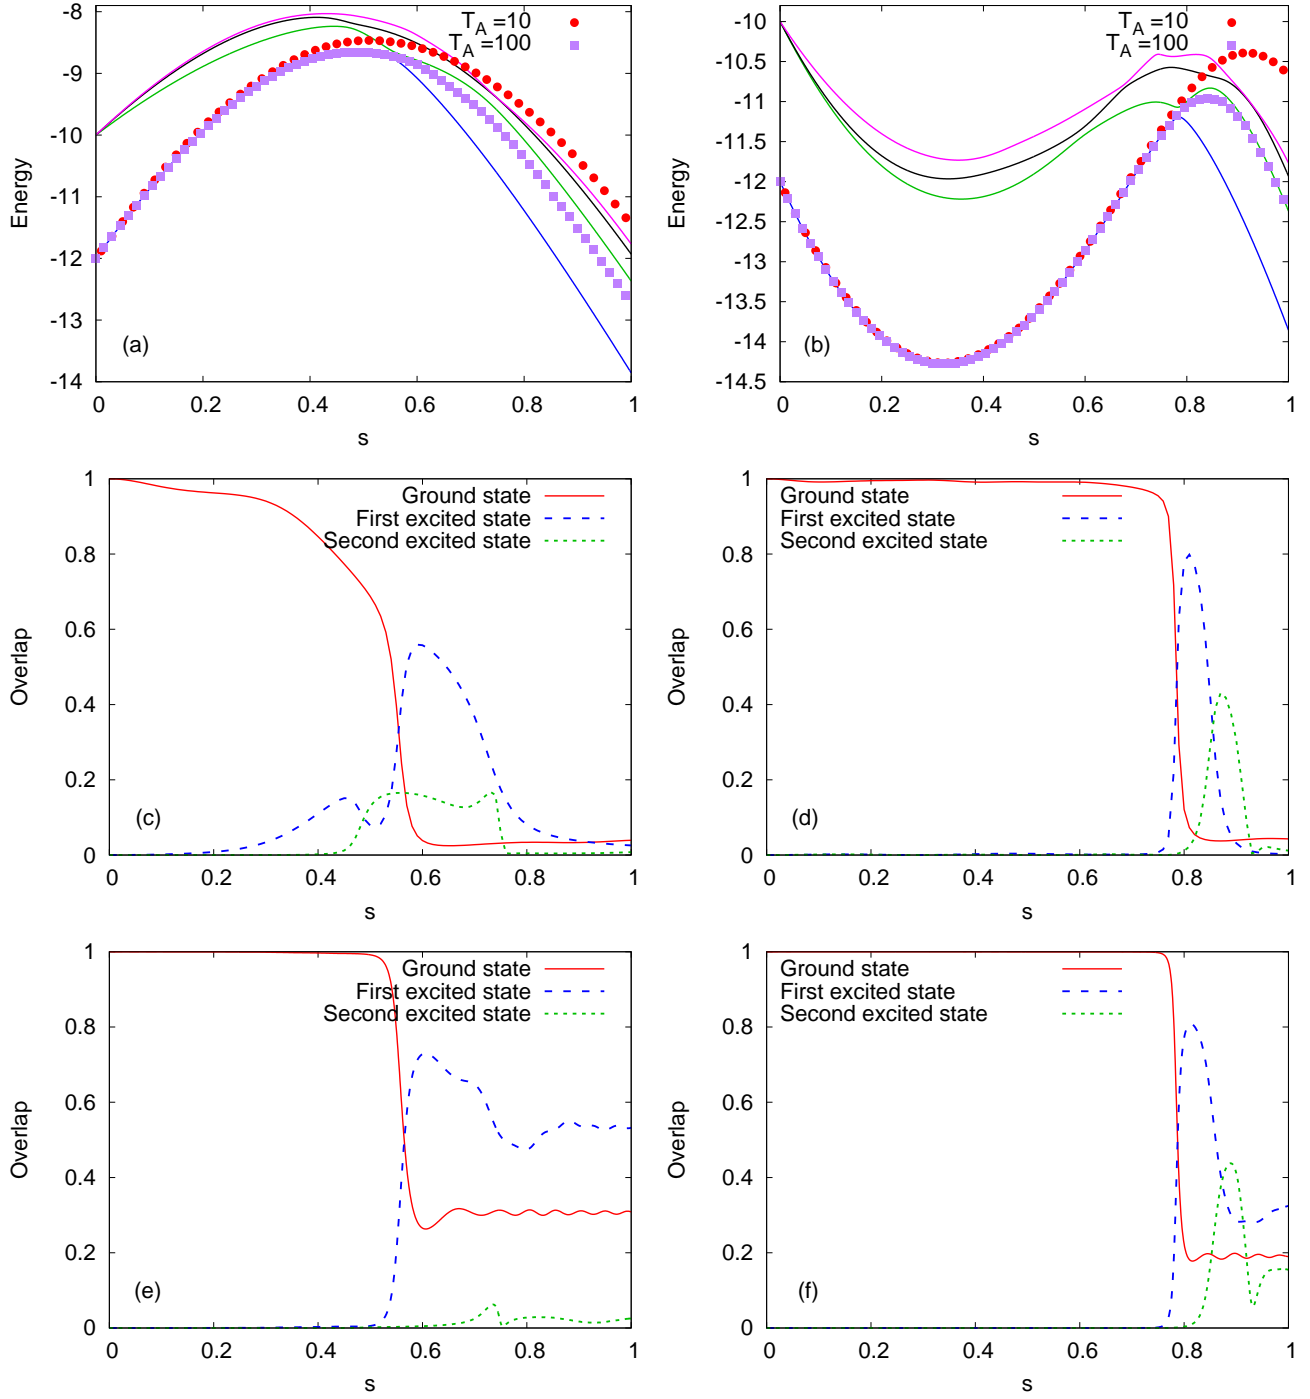 -8
-9
-10
-11
-12
-13
-14
0
0.2
0.4
0.6
0.8
1
Energy
s
(a)
T_A =10
T_A =100
-10
-10.5
-11
-11.5
-12
-12.5
-13
-13.5
-14
-14.5
0
0.2
0.4
0.6
0.8
1
Energy
s
(b)
T_A =10
T_A =100
1
0.8
0.6
0.4
0.2
0
0
0.2
0.4
0.6
0.8
1
Overlap
s
(c)
Ground state
First excited state
Second excited state
1
0.8
0.6
0.4
0.2
0
0
0.2
0.4
0.6
0.8
1
Overlap
s
(d)
Ground state
First excited state
Second excited state
1
0.8
0.6
0.4
0.2
0
0
0.2
0.4
0.6
0.8
1
Overlap
s
(e)
Ground state
First excited state
Second excited state
1
0.8
0.6
0.4
0.2
0
0
0.2
0.4
0.6
0.8
1
Overlap
s
(f)
Ground state
First excited state
Second excited state